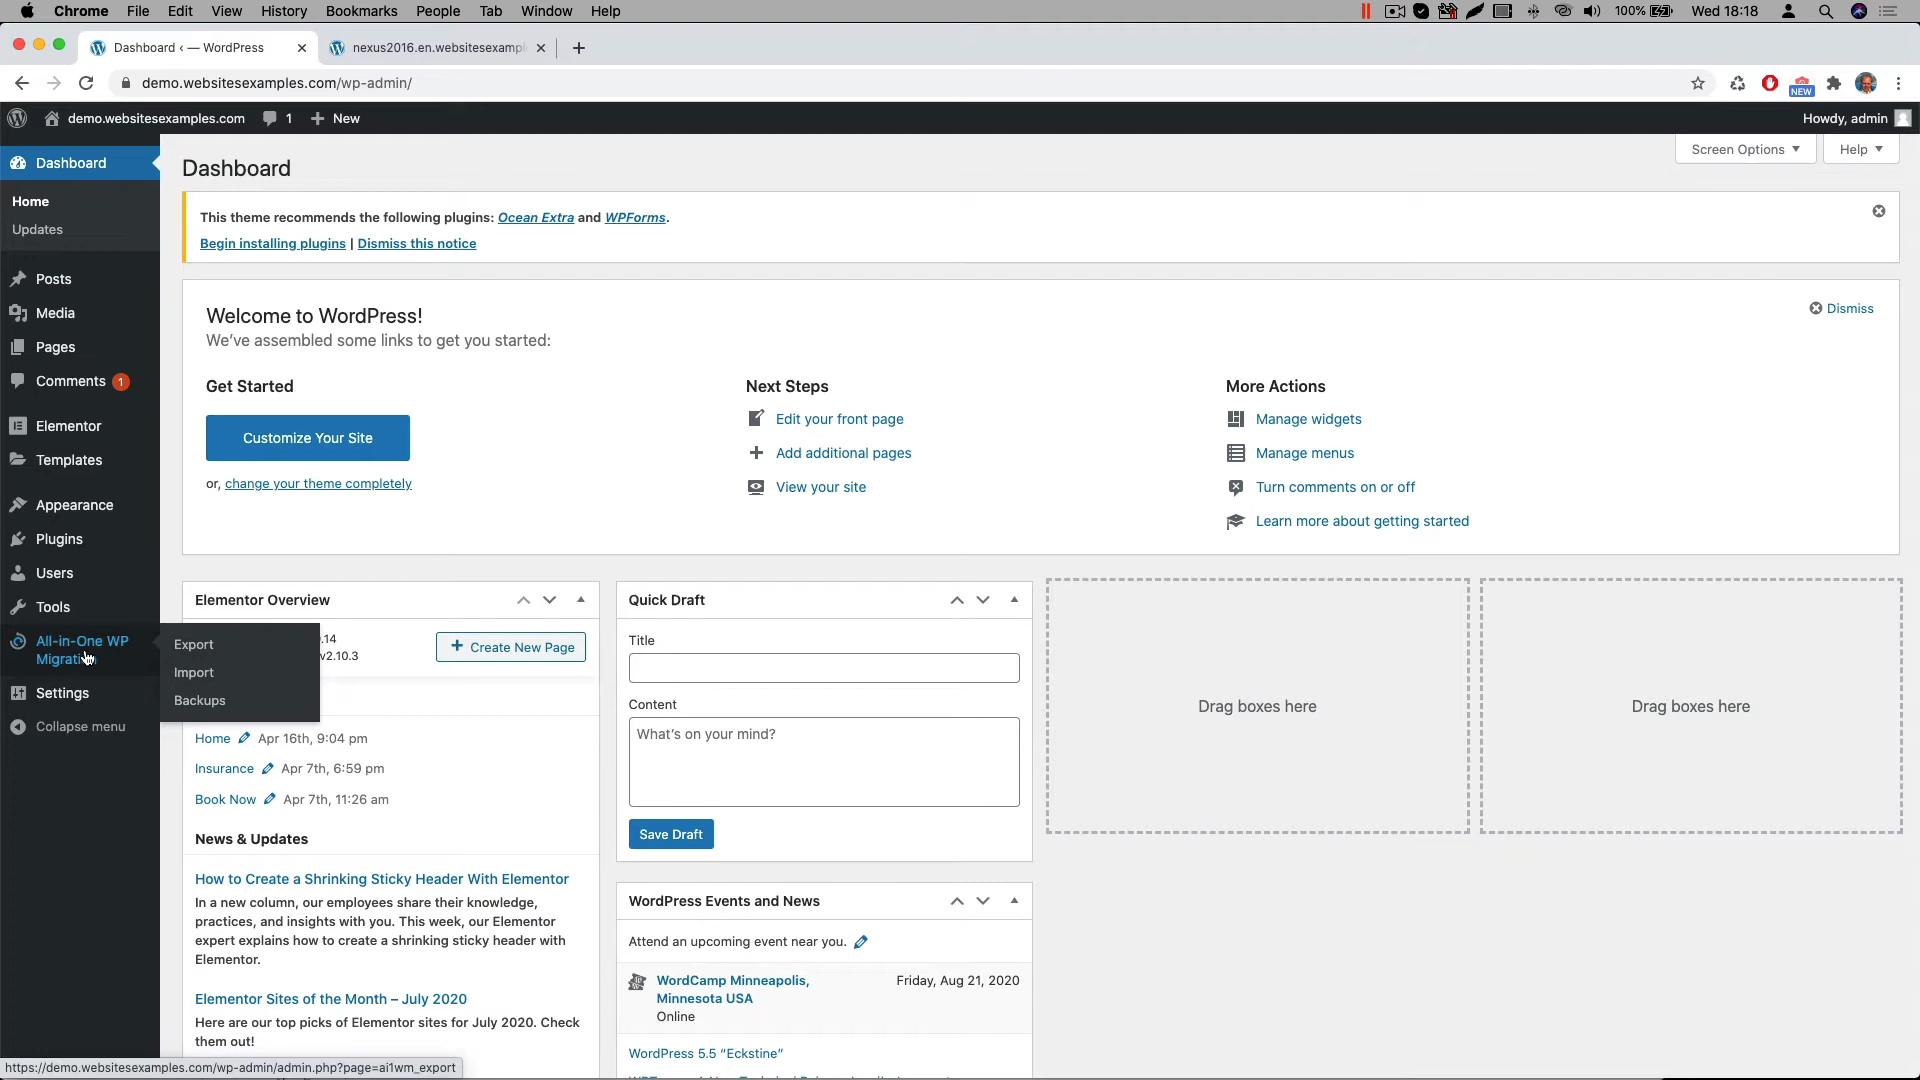 Chrome File Edit View History Bookmarks People Tab Window Help 100% Wed 18:18
Dashboard ‹ — WordPress
nexus2016.en.websitesexampl
demo.websitesexamples.com/wp-admin/
NEW
demo.websitesexamples.com 1 New Howdy, admin
Dashboard
Home
Updates
Posts
Media
Pages
Comments 1
Elementor
Templates
Appearance
Plugins
Users
Tools
All-in-One WP
Settings
Collapse menu
Export
Import
Backups
Dashboard
Screen Options Help
This theme recommends the following plugins: Ocean Extra and WPForms.
Begin installing plugins | Dismiss this notice
Welcome to WordPress!
Dismiss
We've assembled some links to get you started:
Get Started
Customize Your Site
or, change your theme completely
Next Steps
Edit your front page
Add additional pages
View your site
More Actions
Manage widgets
Manage menus
Turn comments on or off
Learn more about getting started
Elementor Overview
.14
v2.10.3
Create New Page
Home Apr 16th, 9:04 pm
Insurance Apr 7th, 6:59 pm
Book Now Apr 7th, 11:26 am
News & Updates
How to Create a Shrinking Sticky Header With Elementor
In a new column, our employees share their knowledge,
practices, and insights with you. This week, our Elementor
expert explains how to create a shrinking sticky header with
Elementor.
Elementor Sites of the Month – July 2020
Here are our top picks of Elementor sites for July 2020. Check
them out!
Quick Draft
Title
Content
What's on your mind?
Save Draft
WordPress Events and News
Attend an upcoming event near you.
WordCamp Minneapolis, Friday, Aug 21, 2020
Minnesota USA
Online
WordPress 5.5 “Eckstine”
Drag boxes here
Drag boxes here
https://demo.websitesexamples.com/wp-admin/admin.php?page=ai1wm_export